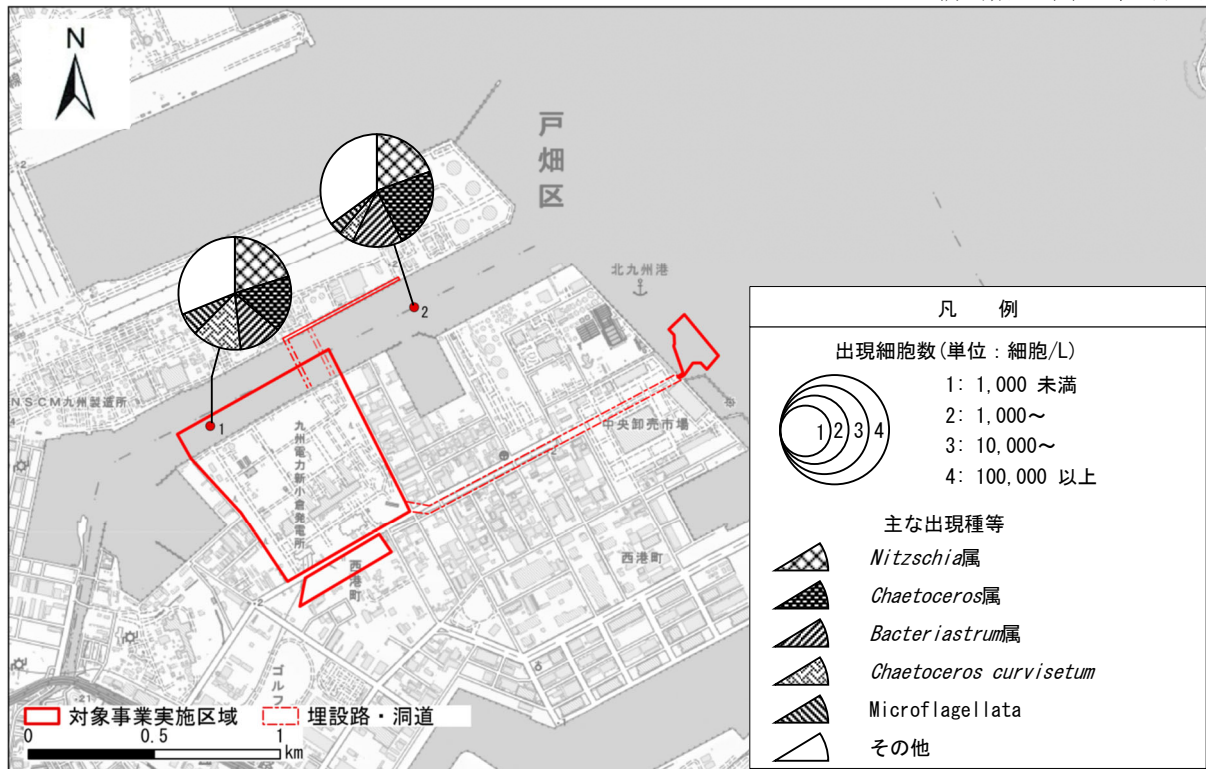 N
戸畑区
北九州港
2
1
NSCM九州製造所
九州電力新小倉発電所
中央卸売市場
西港町
西港町
ゴルフ
対象事業実施区域
埋設路・洞道
0 0.5 1
km
凡 例
出現細胞数(単位:細胞/L)
1 2 3 4
1: 1,000 未満
2: 1,000～
3: 10,000～
4: 100,000 以上
主な出現種等
Nitzschia属
Chaetoceros属
Bacteriastrum属
Chaetoceros curvisetum
Microflagellata
その他